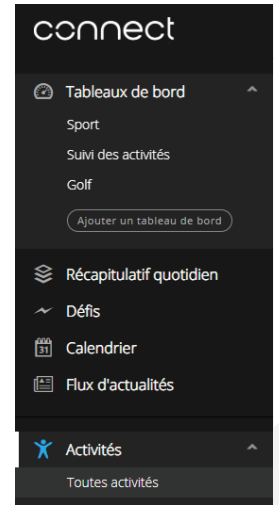 connect
Tableaux de bord
Sport
Suivi des activités
Golf
Ajouter un tableau de bord
Récapitulatif quotidien
Défis
31
Calendrier
Flux d'actualités
Activités
Toutes activités